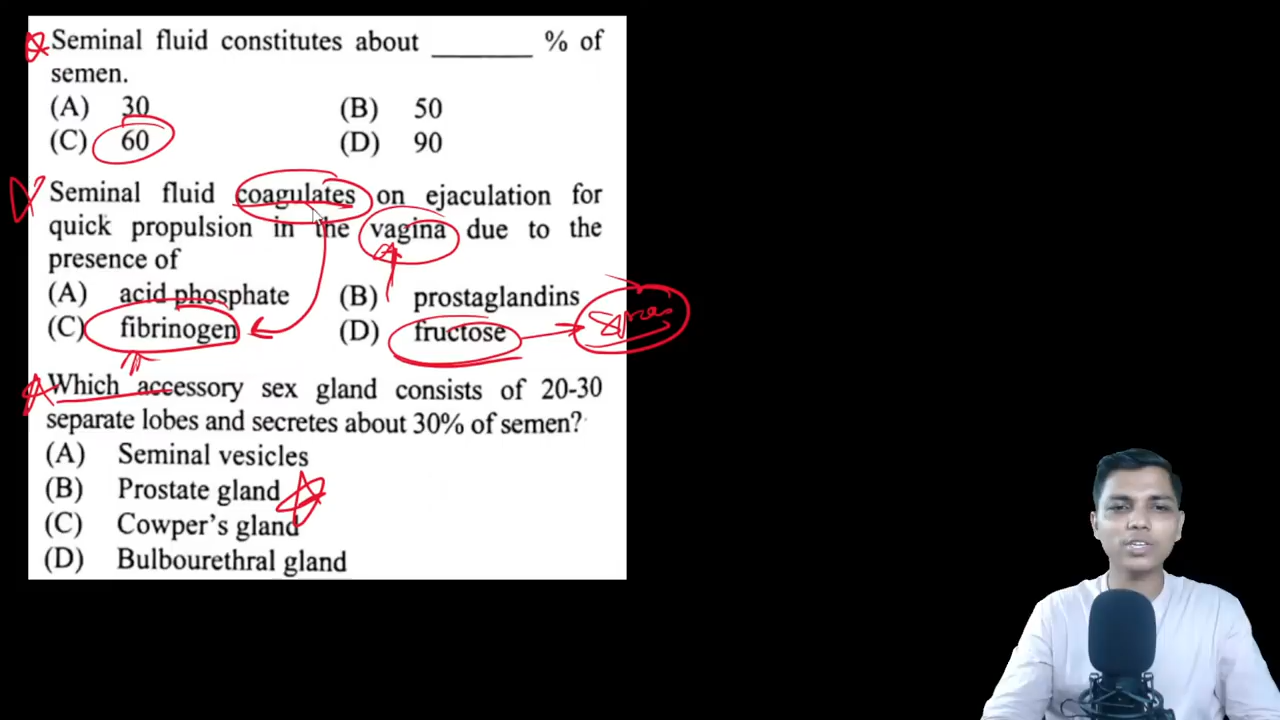 Seminal fluid constitutes about ________ % of
semen.
(A) 30 (B) 50
(C) 60 (D) 90
Seminal fluid coagulates on ejaculation for
quick propulsion in the vagina due to the
presence of
(A) acid phosphate (B) prostaglandins
(C) fibrinogen (D) fructose
Which accessory sex gland consists of 20-30
separate lobes and secretes about 30% of semen?
(A) Seminal vesicles
(B) Prostate gland
(C) Cowper's gland
(D) Bulbourethral gland